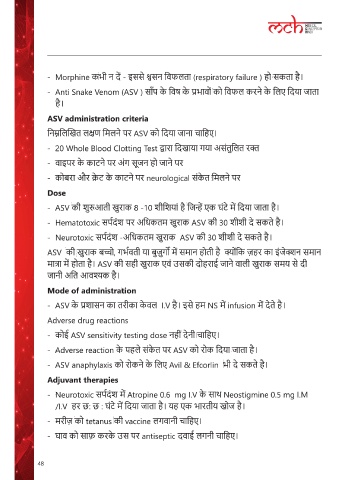 mch
- Morphine कभी न दें - इससे श्वसन विफलता (respiratory failure ) हो सकता है।
- Anti Snake Venom (ASV ) साँप के विष के प्रभावों को विफल करने के लिए दिया जाता
है।
ASV administration criteria
निम्नलिखित लक्षण मिलने पर ASV को दिया जाना चाहिए।
- 20 Whole Blood Clotting Test द्वारा दिखाया गया असंतुलित रक्त
- वाइपर के काटने पर अंग सूजन हो जाने पर
- कोबरा और क्रेट के काटने पर neurological संकेत मिलने पर
Dose
- ASV की शुरुआती खुराक 8 -10 शीशियां है जिन्हें एक घंटे में दिया जाता है।
- Hematotoxic सर्पदंश पर अधिकतम खुराक ASV की 30 शीशी दे सकते है।
- Neurotoxic सर्पदंश -अधिकतम खुराक ASV की 30 शीशी दे सकते है।
ASV की खुराक बच्चो, गर्भवती या बुजुर्गो में समान होती है क्योंकि ज़हर का इंजेक्शन समान
मात्रा में होता है। ASV की सही खुराक एवं उसकी दोहराई जाने वाली खुराक समय से दी
जानी अति आवश्यक है।
Mode of administration
- ASV के प्रशासन का तरीका केवल I.V है। इसे हम NS में infusion में देते है।
Adverse drug reactions
- कोई ASV sensitivity testing dose नहीं देनी चाहिए।
- Adverse reaction के पहले संकेत पर ASV को रोक दिया जाता है।
- ASV anaphylaxis को रोकने के लिए Avil & Efcorlin भी दे सकते है।
Adjuvant therapies
- Neurotoxic सर्पदंश में Atropine 0.6 mg I.V के साथ Neostigmine 0.5 mg I.M
/I.V हर छ: छ : घंटे में दिया जाता है। यह एक भारतीय खोज है।
- मरीज़ को tetanus की vaccine लगवानी चाहिए।
- घाव को साफ़ करके उस पर antiseptic दवाई लगनी चाहिए।
48